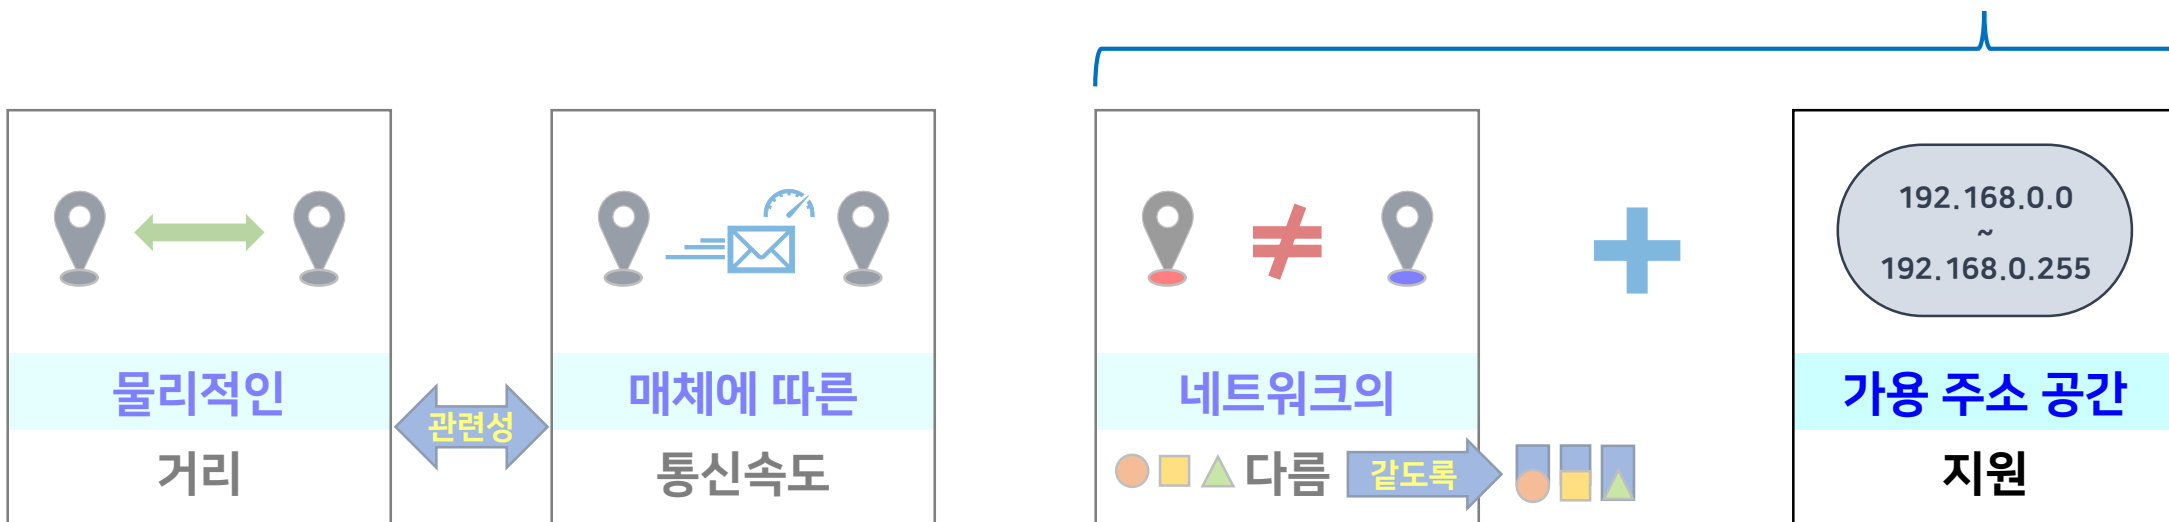 물리적인
거리
관련성
매체에 따른
통신속도
네트워크의
다름
같도록
192.168.0.0
~
192.168.0.255
가용 주소 공간
지원